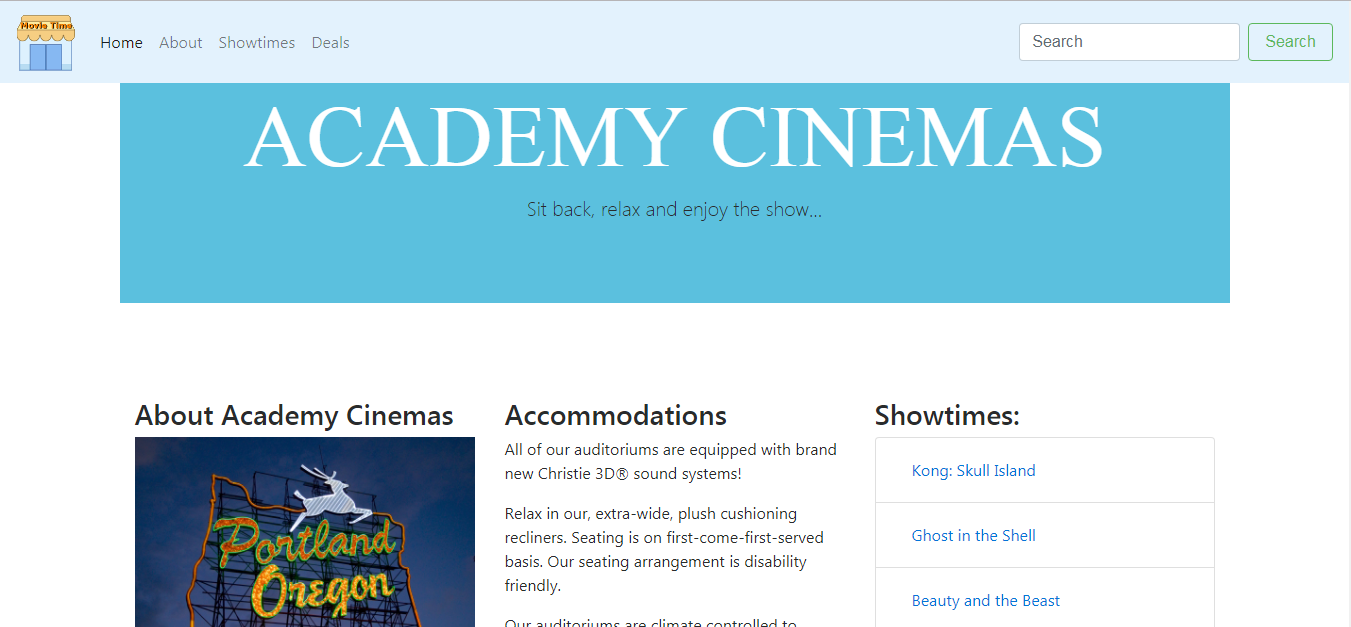 Movie Time
Home About Showtimes Deals
Search
Search
ACADEMY CINEMAS
Sit back, relax and enjoy the show...
About Academy Cinemas
Portland
Oregon
Accommodations
All of our auditoriums are equipped with brand
new Christie 3D® sound systems!
Relax in our, extra-wide, plush cushioning
recliners. Seating is on first-come-first-served
basis. Our seating arrangement is disability
friendly.
Our auditoriums are climate controlled to
Showtimes:
Kong: Skull Island
Ghost in the Shell
Beauty and the Beast